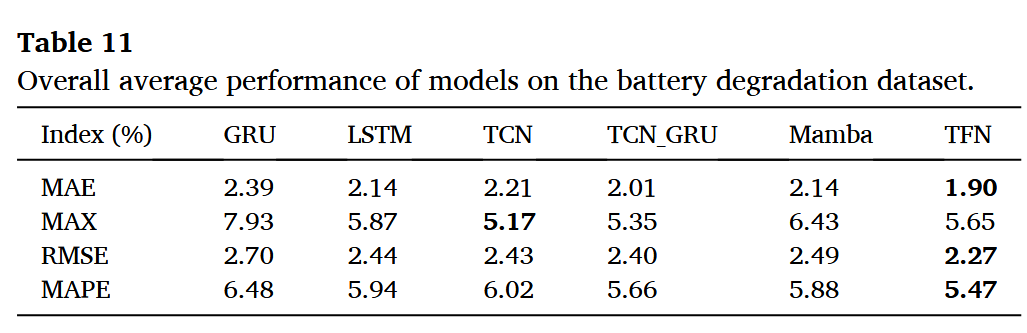 Table 11
Overall average performance of models on the battery degradation dataset.
Index (%) GRU LSTM TCN TCN_GRU Mamba TFN
MAE 2.39 2.14 2.21 2.01 2.14 1.90
MAX 7.93 5.87 5.17 5.35 6.43 5.65
RMSE 2.70 2.44 2.43 2.40 2.49 2.27
MAPE 6.48 5.94 6.02 5.66 5.88 5.47